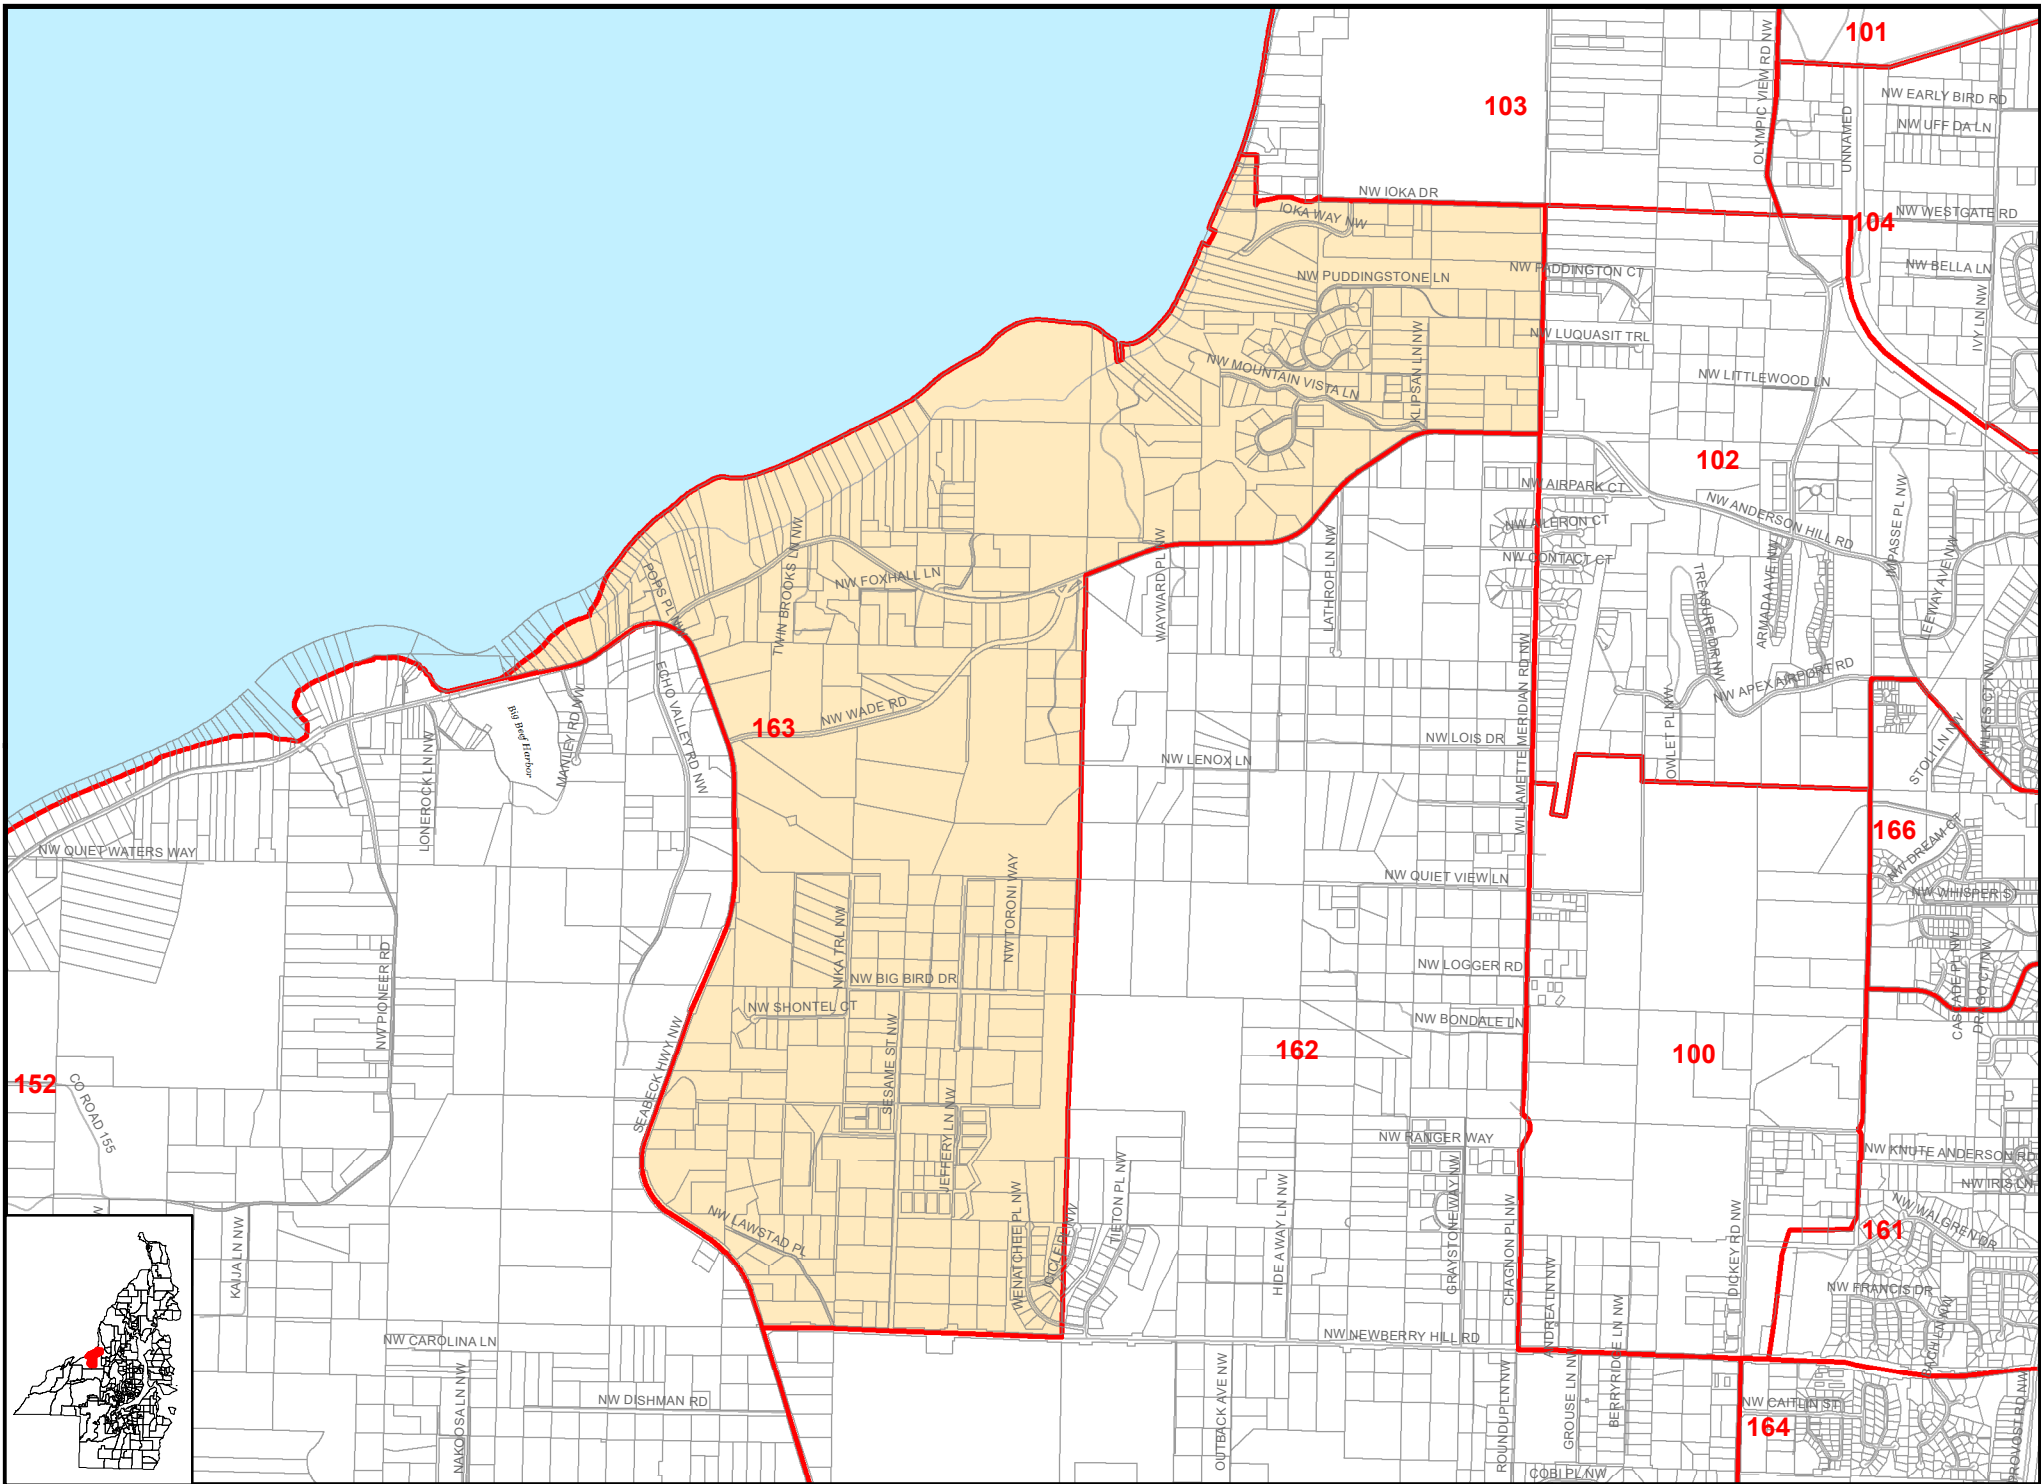 101
OLYMPIC VIEW RD NW
NW EARLY BIRD RD
103
NW UFF DA LN
UNNAMED
NW IOKA DR
IOKA WAY NW
NW WESTGATE RD
104
NW PUDDINGSTONE LN
NW PADDINGTON CT
NW BELLA LN
IVY LN NW
NW LUQUASIT TRL
NW MOUNTAIN VISTA LN
KLIPSAN LN NW
NW LITTLEWOOD LN
102
NW AIRPARK CT
NW ANDERSON HILL RD
IMPASSE PL NW
NW AILERON CT
LEEWAY AVE NW
NW CONTACT CT
TWIN BROOKS LN NW
NW FOXHALL LN
POPS PL NW
WAYWARD PL NW
LATHROP LN NW
TREASURE DR NW
ARMADA AVE NW
NW APEX AIRPORT RD
ECHO VALLEY RD NW
MANLEY RD NW
Big Beef Harbor
163
NW WADE RD
WILLAMETTE MERIDIAN RD NW
OWLET PL NW
STOLI LN NW
WILKES CT NW
NW LOIS DR
NW LENOX LN
LONEROCK LN NW
166
NW DREAM CT
NW QUIET WATERS WAY
NW QUIET VIEW LN
NW WHISPER ST
NW TORONI WAY
NIKA TRL NW
NW PIONEER RD
NW BIG BIRD DR
NW LOGGER RD
CASCADE PL NW
DRAGO CT NW
NW SHONTEL CT
SESAME ST NW
NW BONDALE LN
162
100
SEABECK HWY NW
152
CO ROAD 155
JEFFERY LN NW
NW RANGER WAY
NW KNUTE ANDERSON RD
NW IRIS LN
NW WALGREN DR
161
WENATCHEE PL NW
TIETON PL NW
HIDE A WAY LN NW
GRAYSTONE WAY NW
CHAGNON PL NW
DICKEY RD NW
NW LAWSTAD PL
KAIJA LN NW
W
ANDREA LN NW
NW FRANCIS DR
NW CAROLINA LN
NW NEWBERRY HILL RD
BERRYRIDGE LN NW
GROUSE LN NW
NW DISHMAN RD
NAKOOSA LN NW
OUTBACK AVE NW
ROUNDUP LN NW
NW CAITLIN ST
164
PROVOST RD NW
COBI PL NW